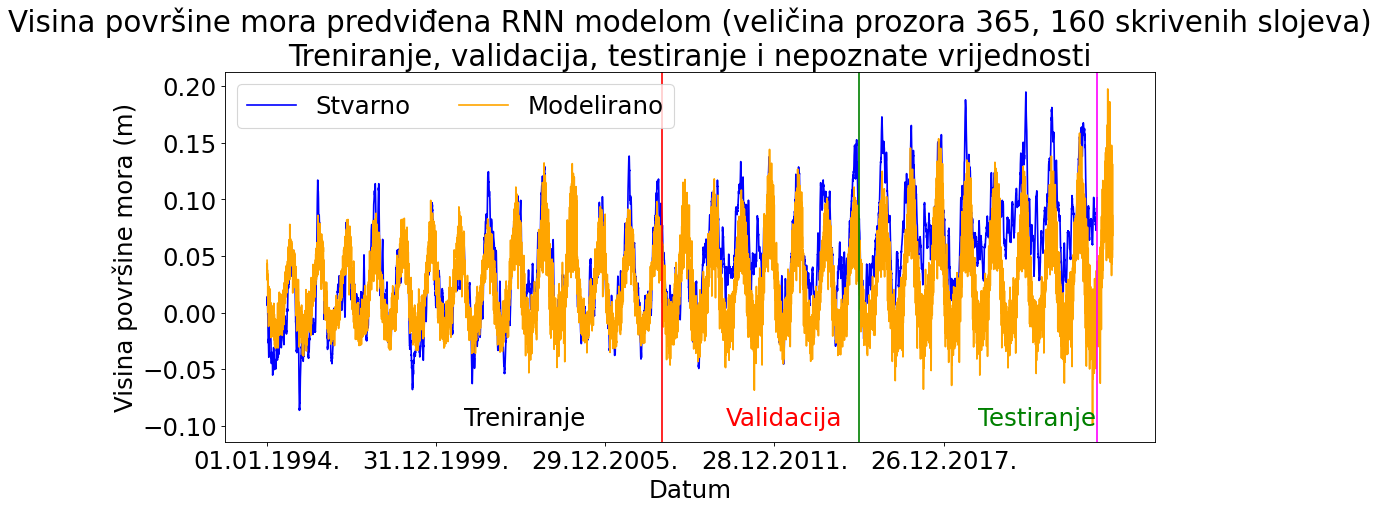 Visina površine mora predviđena RNN modelom (veličina prozora 365, 160 skrivenih slojeva)
Treniranje, validacija, testiranje i nepoznate vrijednosti
Stvarno
Modelirano
Visina površine mora (m)
0.20
0.15
0.10
0.05
0.00
−0.05
−0.10
Treniranje
Validacija
Testiranje
01.01.1994.
31.12.1999.
29.12.2005.
28.12.2011.
26.12.2017.
Datum